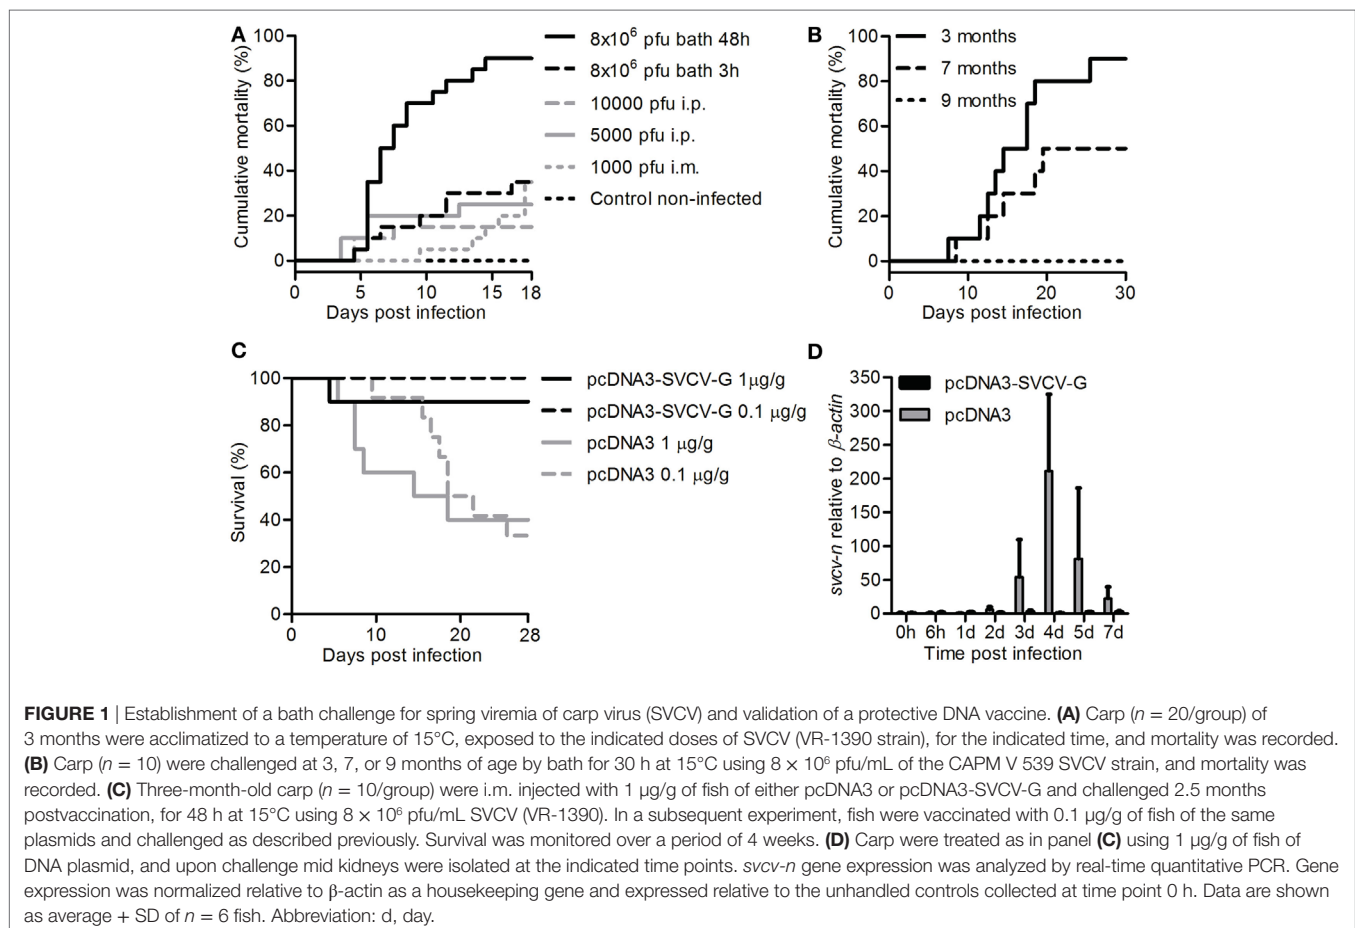 A
Cumulative mortality (%)
100
80
60
40
20
0
0 5 10 15 18
Days post infection
8x10⁶ pfu bath 48h
8x10⁶ pfu bath 3h
10000 pfu i.p.
5000 pfu i.p.
1000 pfu i.m.
Control non-infected
B
Cumulative mortality (%)
100
80
60
40
20
0
0 10 20 30
Days post infection
3 months
7 months
9 months
C
Survival (%)
100
80
60
40
20
0
0 10 20 28
Days post infection
pcDNA3-SVCV-G 1μg/g
pcDNA3-SVCV-G 0.1 μg/g
pcDNA3 1 μg/g
pcDNA3 0.1 μg/g
D
svcv-n relative to β-actin
350
300
250
200
150
100
50
0
0h 6h 1d 2d 3d 4d 5d 7d
Time post infection
pcDNA3-SVCV-G
pcDNA3
FIGURE 1 | Establishment of a bath challenge for spring viremia of carp virus (SVCV) and validation of a protective DNA vaccine. (A) Carp (n = 20/group) of
3 months were acclimatized to a temperature of 15°C, exposed to the indicated doses of SVCV (VR-1390 strain), for the indicated time, and mortality was recorded.
(B) Carp (n = 10) were challenged at 3, 7, or 9 months of age by bath for 30 h at 15°C using 8 × 10⁶ pfu/mL of the CAPM V 539 SVCV strain, and mortality was
recorded. (C) Three-month-old carp (n = 10/group) were i.m. injected with 1 μg/g of fish of either pcDNA3 or pcDNA3-SVCV-G and challenged 2.5 months
postvaccination, for 48 h at 15°C using 8 × 10⁶ pfu/mL SVCV (VR-1390). In a subsequent experiment, fish were vaccinated with 0.1 μg/g of fish of the same
plasmids and challenged as described previously. Survival was monitored over a period of 4 weeks. (D) Carp were treated as in panel (C) using 1 μg/g of fish of
DNA plasmid, and upon challenge mid kidneys were isolated at the indicated time points. svcv-n gene expression was analyzed by real-time quantitative PCR. Gene
expression was normalized relative to β-actin as a housekeeping gene and expressed relative to the unhandled controls collected at time point 0 h. Data are shown
as average + SD of n = 6 fish. Abbreviation: d, day.